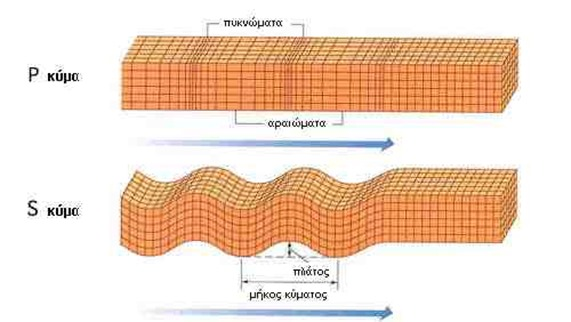 πυκνώματα
P κύμα
αραιώματα
S κύμα
πλάτος
μήκος κύματος